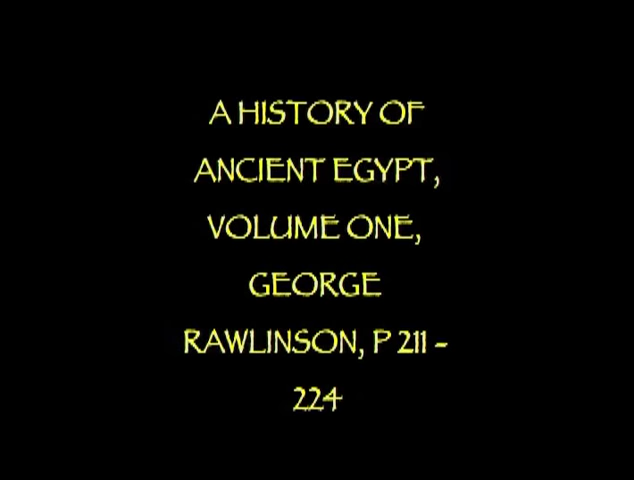 A HISTORY OF
ANCIENT EGYPT,
VOLUME ONE,
GEORGE
RAWLINSON, P 211 -
224